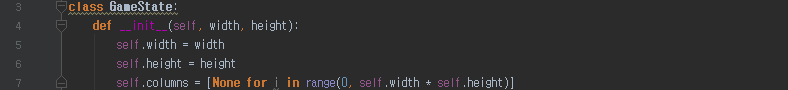 3 class GameState:
4 def __init__(self, width, height):
5 self.width = width
6 self.height = height
7 self.columns = [None for i in range(0, self.width * self.height)]